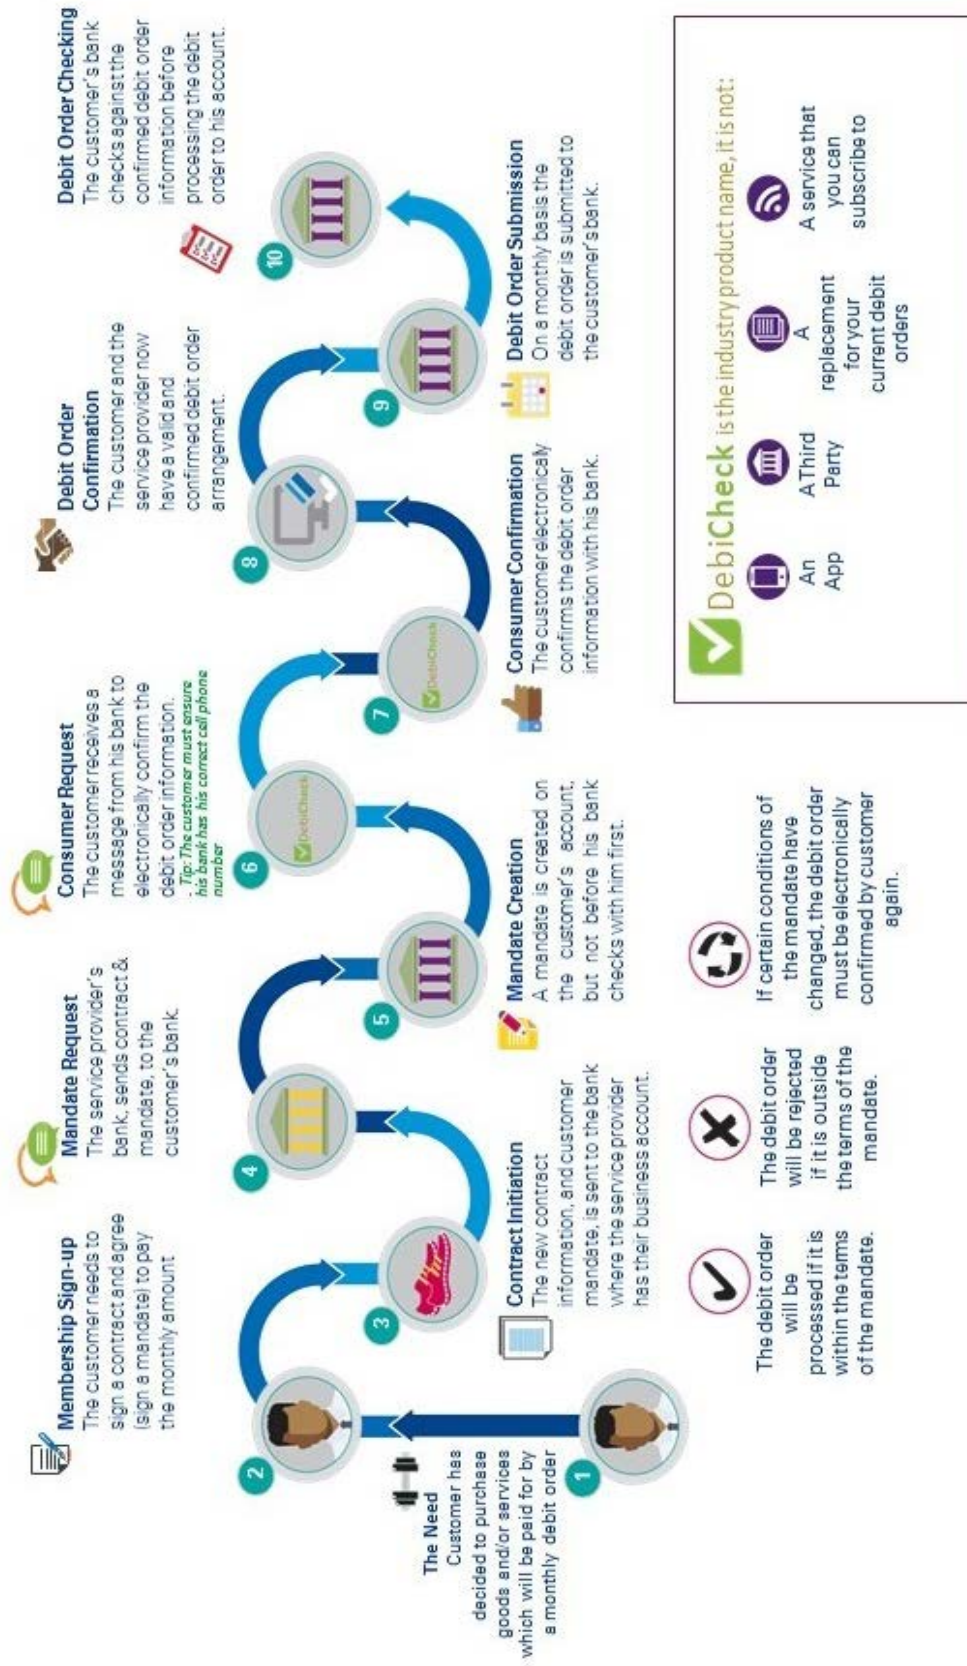 1
The Need
Customer has
decided to purchase
goods and/or services
which will be paid for by
a monthly debit order
2
Membership Sign-up
The customer needs to
sign a contract and agree
(sign a mandate) to pay
the monthly amount
3
Contract Initiation
The new contract
information, and customer
mandate, is sent to the bank
where the service provider
has their business account.
4
Mandate Request
The service provider's
bank, sends contract &
mandate, to the
customer's bank.
5
Mandate Creation
A mandate is created on
the customer's account,
but not before his bank
checks with him first.
6
DebiCheck
Consumer Request
The customer receives a
message from his bank to
electronically confirm the
debit order information.
Tip: The customer must ensure
his bank has his correct cell phone
number
7
DebiCheck
Consumer Confirmation
The customer electronically
confirms the debit order
information with his bank.
8
Debit Order
Confirmation
The customer and the
service provider now
have a valid and
confirmed debit order
arrangement.
9
Debit Order Submission
On a monthly basis the
debit order is submitted to
the customer's bank.
10
Debit Order Checking
The customer's bank
checks against the
confirmed debit order
information before
processing the debit
order to his account.
The debit order
will be
processed if it is
within the terms
of the mandate.
The debit order
will be rejected
if it is outside
the terms of the
mandate.
If certain conditions of
the mandate have
changed, the debit order
must be electronically
confirmed by customer
again.
DebiCheck is the industry product name, it is not:
An
App
A Third
Party
A
replacement
for your
current debit
orders
A service that
you can
subscribe to